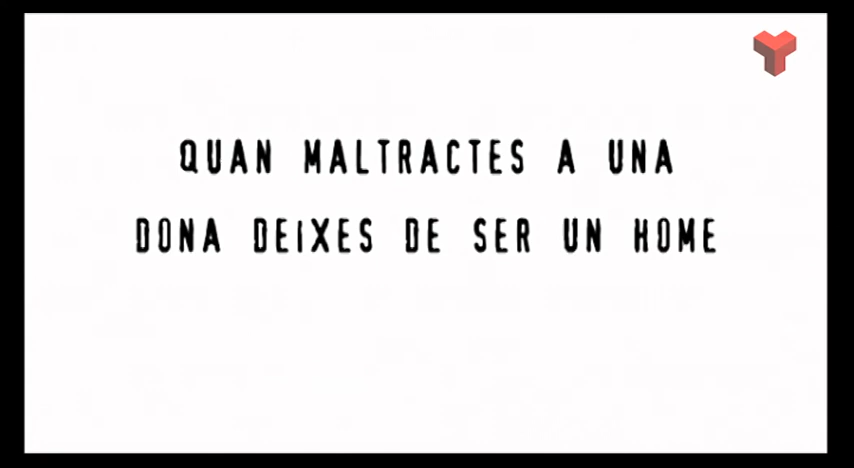 QUAN MALTRACTES A UNA
DONA DEIXES DE SER UN HOME